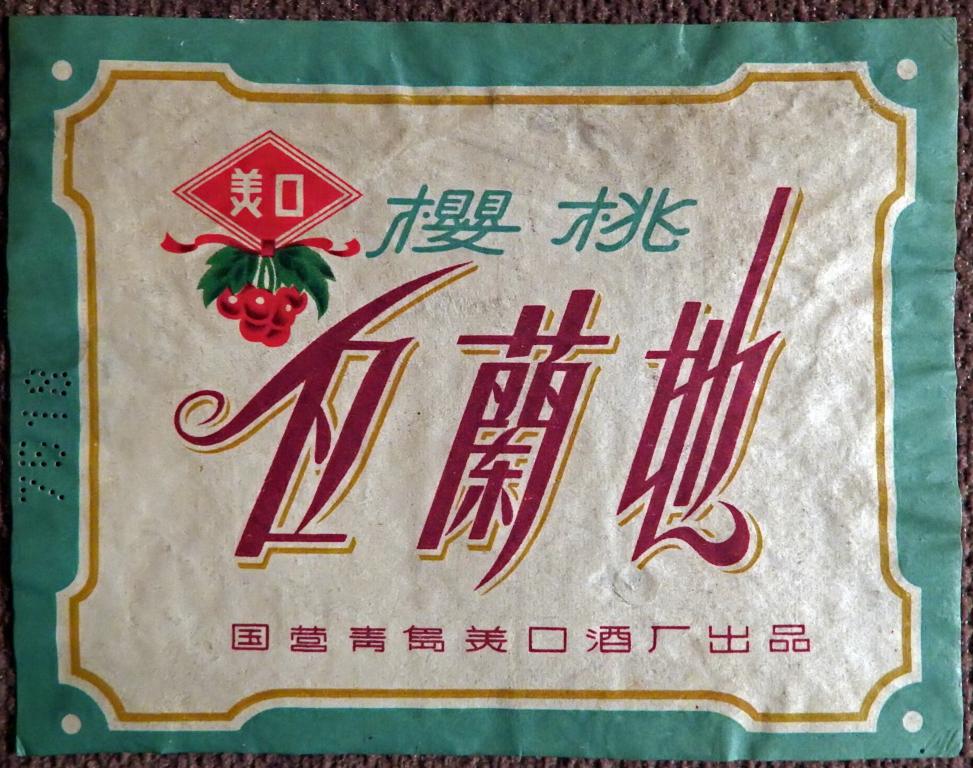 美口
櫻桃
白蘭地
国营青島美口酒厂出品